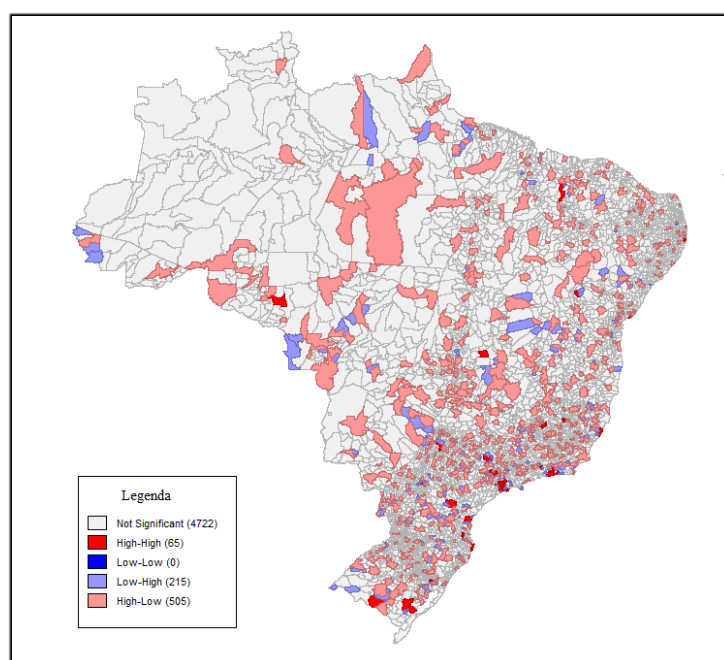 Legenda
Not Significant (4722)
High-High (65)
Low-Low (0)
Low-High (215)
High-Low (505)